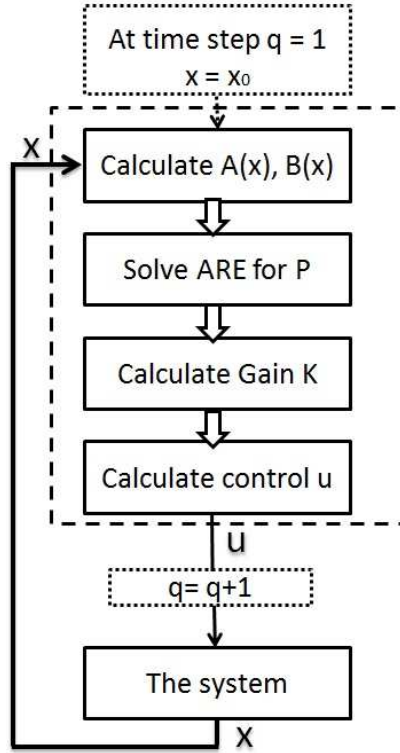 At time step q = 1
x = x₀
x
Calculate A(x), B(x)
Solve ARE for P
Calculate Gain K
Calculate control u
u
q= q+1
The system
x